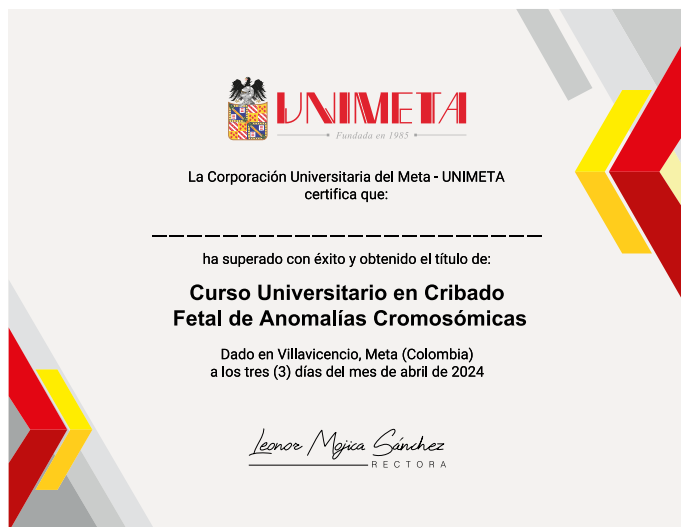 UNIMETA
Fundada en 1985
La Corporación Universitaria del Meta - UNIMETA
certifica que:
ha superado con éxito y obtenido el título de:
Curso Universitario en Cribado
Fetal de Anomalías Cromosómicas
Dado en Villavicencio, Meta (Colombia)
a los tres (3) días del mes de abril de 2024
Leonor Mojica Sánchez
RECTORA